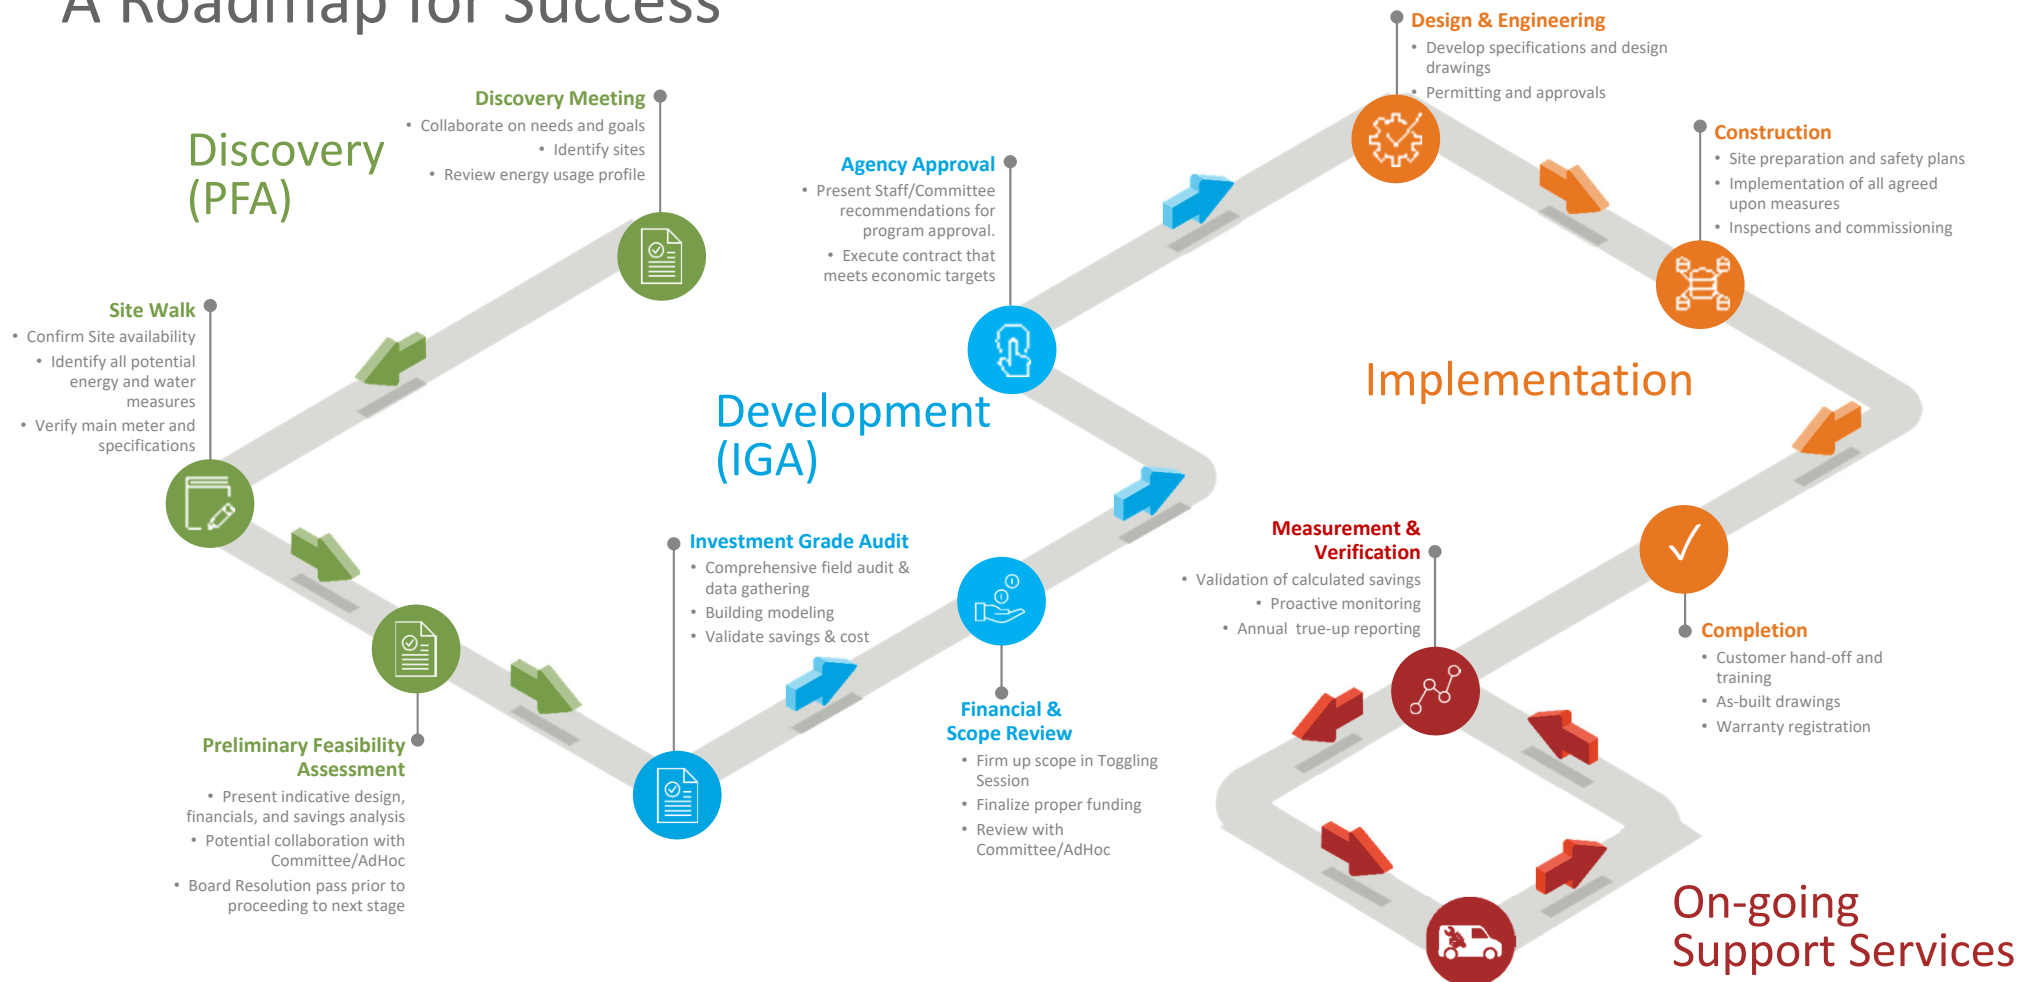 A Roadmap for Success
Discovery
(PFA)
Discovery Meeting
• Collaborate on needs and goals
• Identify sites
• Review energy usage profile
Site Walk
• Confirm Site availability
• Identify all potential
energy and water
measures
• Verify main meter and
specifications
Preliminary Feasibility
Assessment
• Present indicative design,
financials, and savings analysis
• Potential collaboration with
Committee/AdHoc
• Board Resolution pass prior to
proceeding to next stage
Development
(IGA)
Investment Grade Audit
• Comprehensive field audit &
data gathering
• Building modeling
• Validate savings & cost
Financial &
Scope Review
• Firm up scope in Toggling
Session
• Finalize proper funding
• Review with
Committee/AdHoc
Agency Approval
• Present Staff/Committee
recommendations for
program approval.
• Execute contract that
meets economic targets
Implementation
Design & Engineering
• Develop specifications and design
drawings
• Permitting and approvals
Construction
• Site preparation and safety plans
• Implementation of all agreed
upon measures
• Inspections and commissioning
Completion
• Customer hand-off and
training
• As-built drawings
• Warranty registration
Measurement &
Verification
• Validation of calculated savings
• Proactive monitoring
• Annual true-up reporting
On-going
Support Services